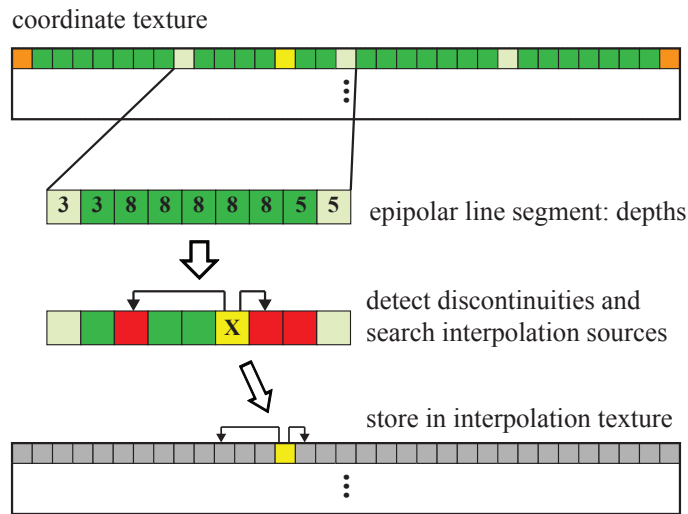 coordinate texture
3 3 8 8 8 8 8 5 5
epipolar line segment: depths
detect discontinuities and
search interpolation sources
X
store in interpolation texture